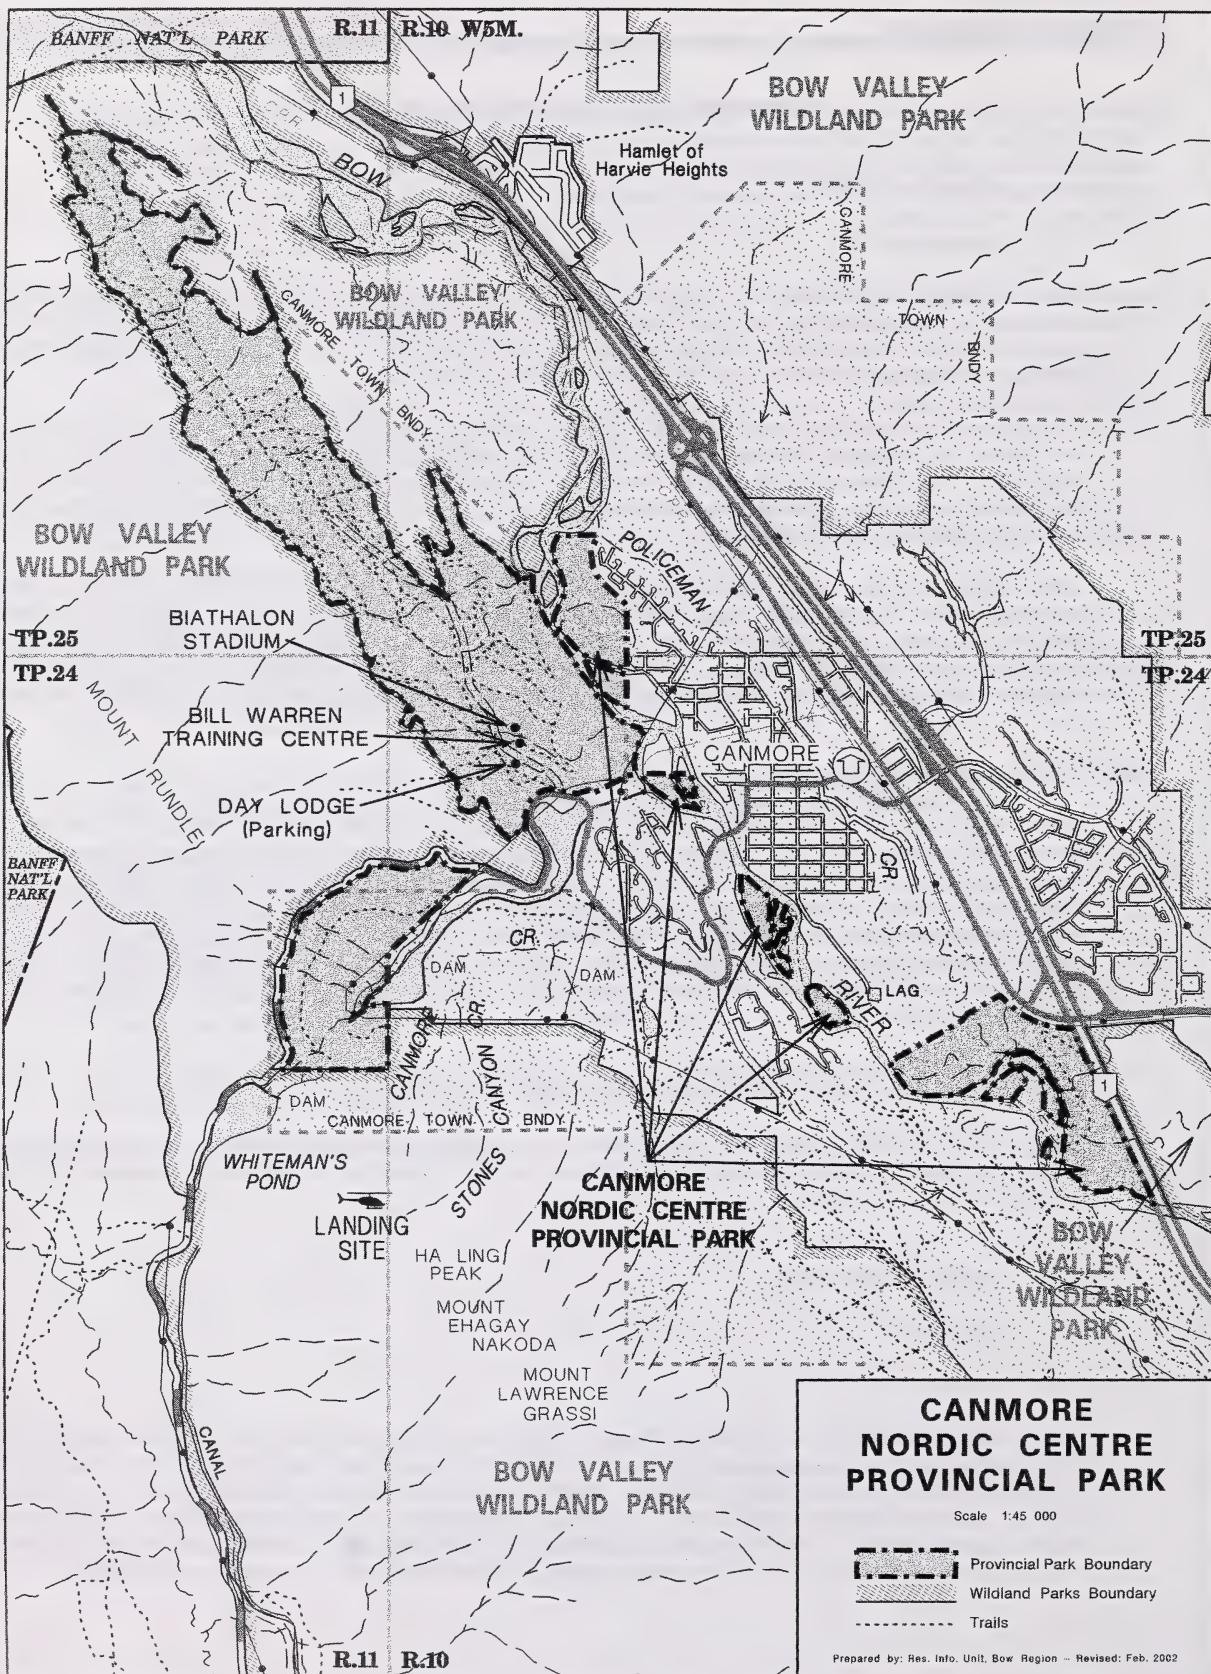 BANFF NAT'L PARK
R.11 R.10 W5M.
1
C.P.R.
BOW
Hamlet of
Harvie Heights
BOW VALLEY
WILDLAND PARK
CANMORE
TOWN
BNDY
BOW VALLEY
WILDLAND PARK
CANMORE TOWN BNDY
BOW VALLEY
WILDLAND PARK
POLICEMAN
BIATHALON
STADIUM
TP.25
TP.24
TP.25
TP.24
MOUNT
RUNDLE
BILL WARREN
TRAINING CENTRE
CANMORE
DAY LODGE
(Parking)
CR.
BANFF
NAT'L
PARK
CR.
DAM
DAM
RIVER
LAG.
CANMORE
CR.
CANYON
STONES
DAM
CANMORE TOWN BNDY
1
WHITEMAN'S
POND
LANDING
SITE
CANMORE
NORDIC CENTRE
PROVINCIAL PARK
HA LING
PEAK
MOUNT
EHAGAY
NAKODA
MOUNT
LAWRENCE
GRASSI
BOW
VALLEY
WILDLAND
PARK
CANAL
BOW VALLEY
WILDLAND PARK
R.11 R.10
CANMORE
NORDIC CENTRE
PROVINCIAL PARK
Scale 1:45 000
Provincial Park Boundary
Wildland Parks Boundary
Trails
Prepared by: Res. Info. Unit, Bow Region - Revised: Feb. 2002